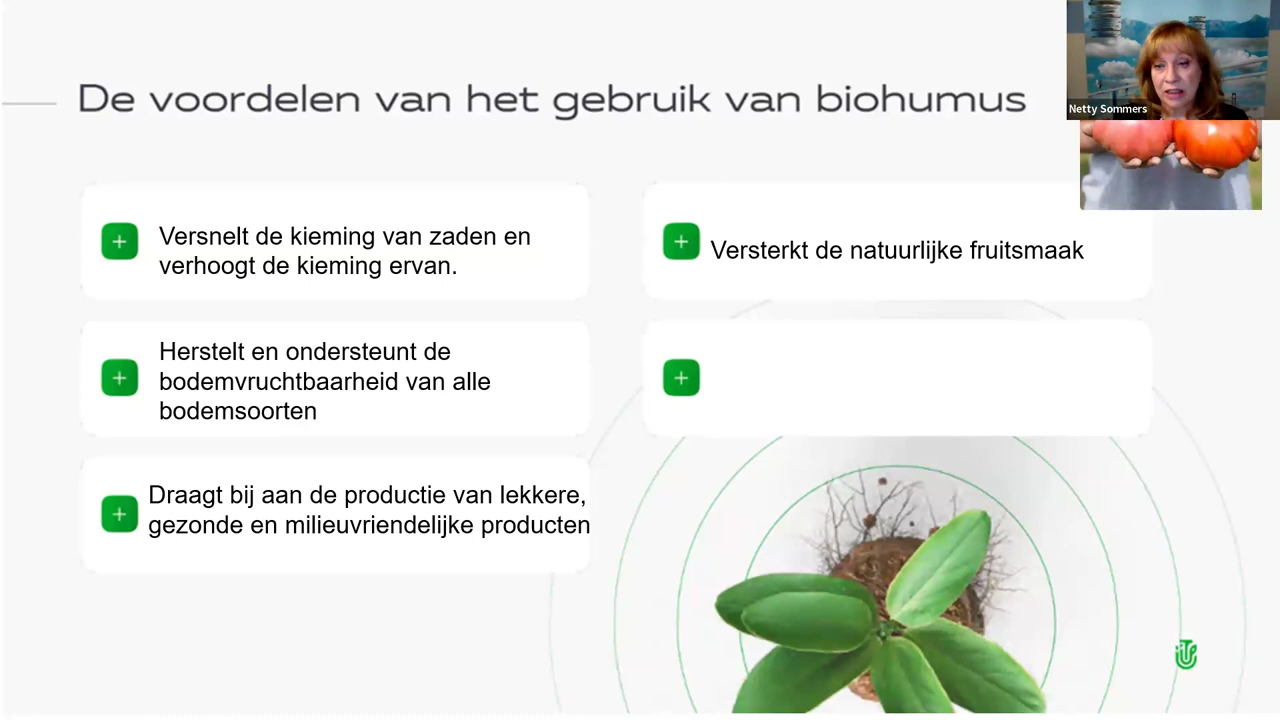 De voordelen van het gebruik van biohumus
Netty Sommers
Versnelt de kieming van zaden en
verhoogt de kieming ervan.
Versterkt de natuurlijke fruitsmaak
Herstelt en ondersteunt de
bodemvruchtbaarheid van alle
bodemsoorten
Draagt bij aan de productie van lekkere,
gezonde en milieuvriendelijke producten